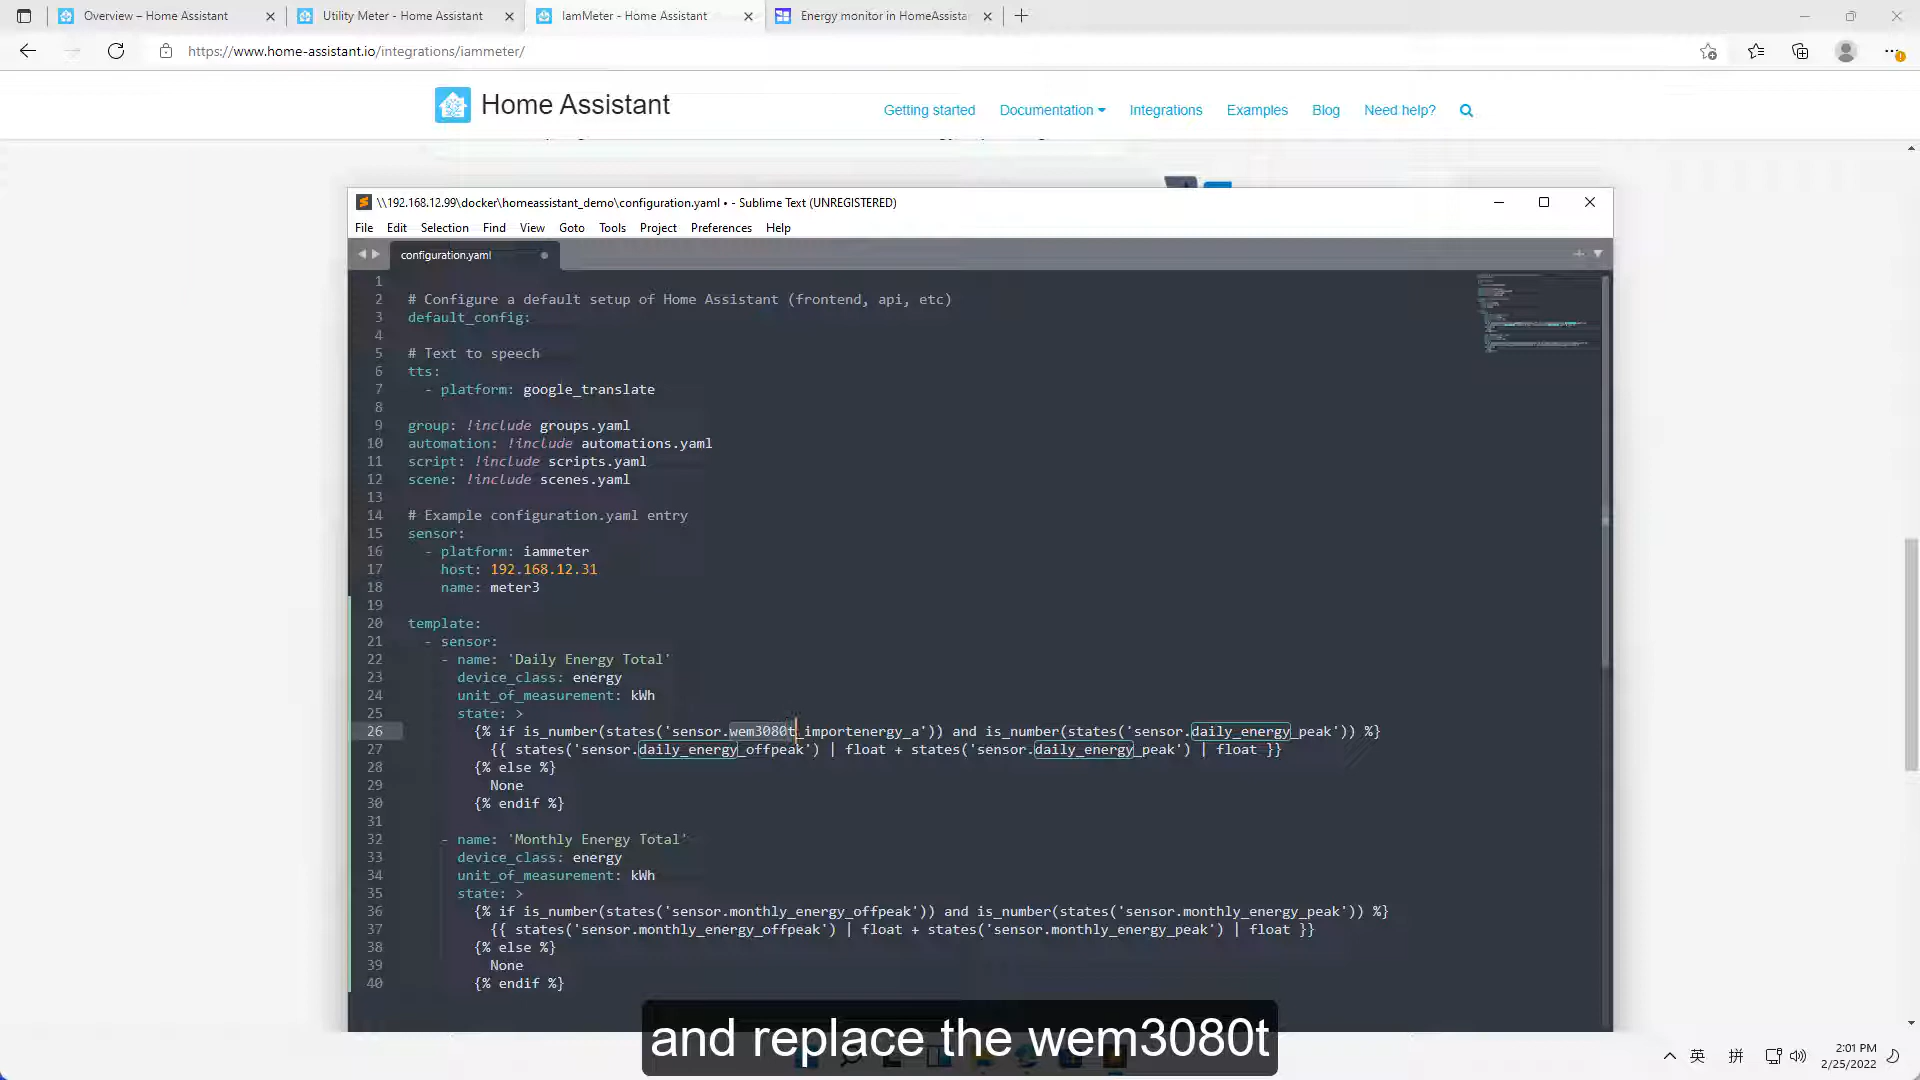 Overview – Home Assistant
Utility Meter - Home Assistant
IamMeter - Home Assistant
Energy monitor in HomeAssista
https://www.home-assistant.io/integrations/iammeter/
Home Assistant
Getting started
Documentation
Integrations
Examples
Blog
Need help?
\\192.168.12.99\docker\homeassistant_demo\configuration.yaml • - Sublime Text (UNREGISTERED)
File Edit Selection Find View Goto Tools Project Preferences Help
configuration.yaml
1
2 # Configure a default setup of Home Assistant (frontend, api, etc)
3 default_config:
4
5 # Text to speech
6 tts:
7 - platform: google_translate
8
9 group: !include groups.yaml
10 automation: !include automations.yaml
11 script: !include scripts.yaml
12 scene: !include scenes.yaml
13
14 # Example configuration.yaml entry
15 sensor:
16 - platform: iammeter
17 host: 192.168.12.31
18 name: meter3
19
20 template:
21 - sensor:
22 - name: 'Daily Energy Total'
23 device_class: energy
24 unit_of_measurement: kWh
25 state: >
26 {% if is_number(states('sensor.wem3080t_importenergy_a')) and is_number(states('sensor.daily_energy_peak')) %}
27 {{ states('sensor.daily_energy_offpeak') | float + states('sensor.daily_energy_peak') | float }}
28 {% else %}
29 None
30 {% endif %}
31
32 - name: 'Monthly Energy Total'
33 device_class: energy
34 unit_of_measurement: kWh
35 state: >
36 {% if is_number(states('sensor.monthly_energy_offpeak')) and is_number(states('sensor.monthly_energy_peak')) %}
37 {{ states('sensor.monthly_energy_offpeak') | float + states('sensor.monthly_energy_peak') | float }}
38 {% else %}
39 None
40 {% endif %}
and replace the wem3080t
英
拼
2:01 PM
2/25/2022